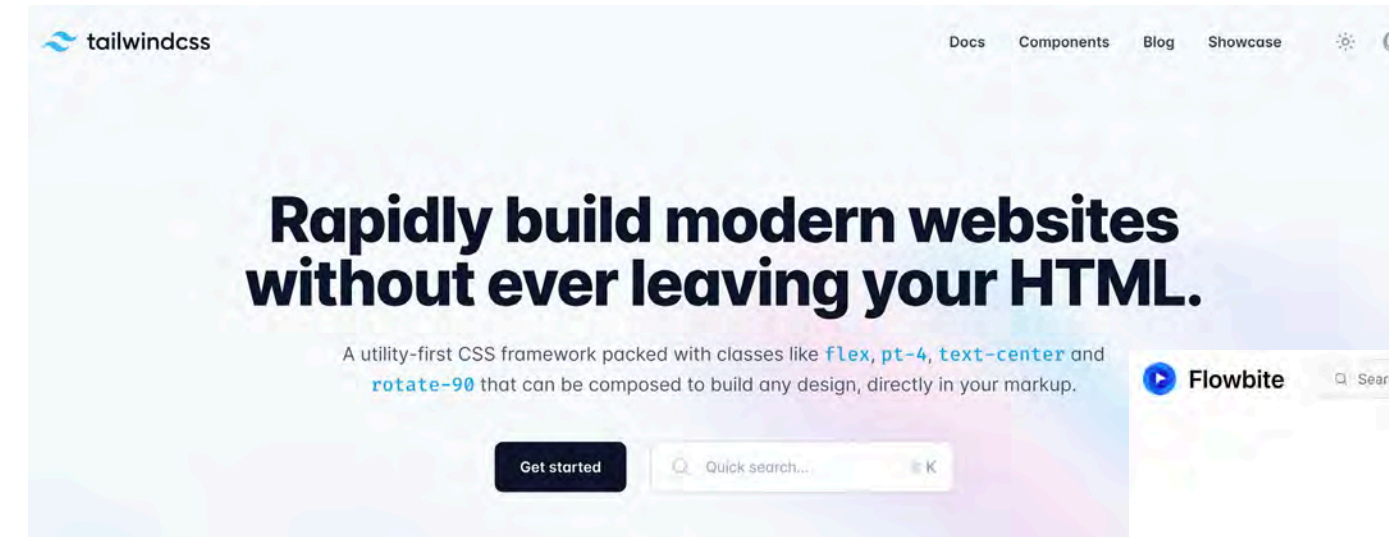 tailwindcss
Docs Components Blog Showcase
Rapidly build modern websites
without ever leaving your HTML.
A utility-first CSS framework packed with classes like flex, pt-4, text-center and
rotate-90 that can be composed to build any design, directly in your markup.
Get started
Quick search...
K
Flowbite
Sear